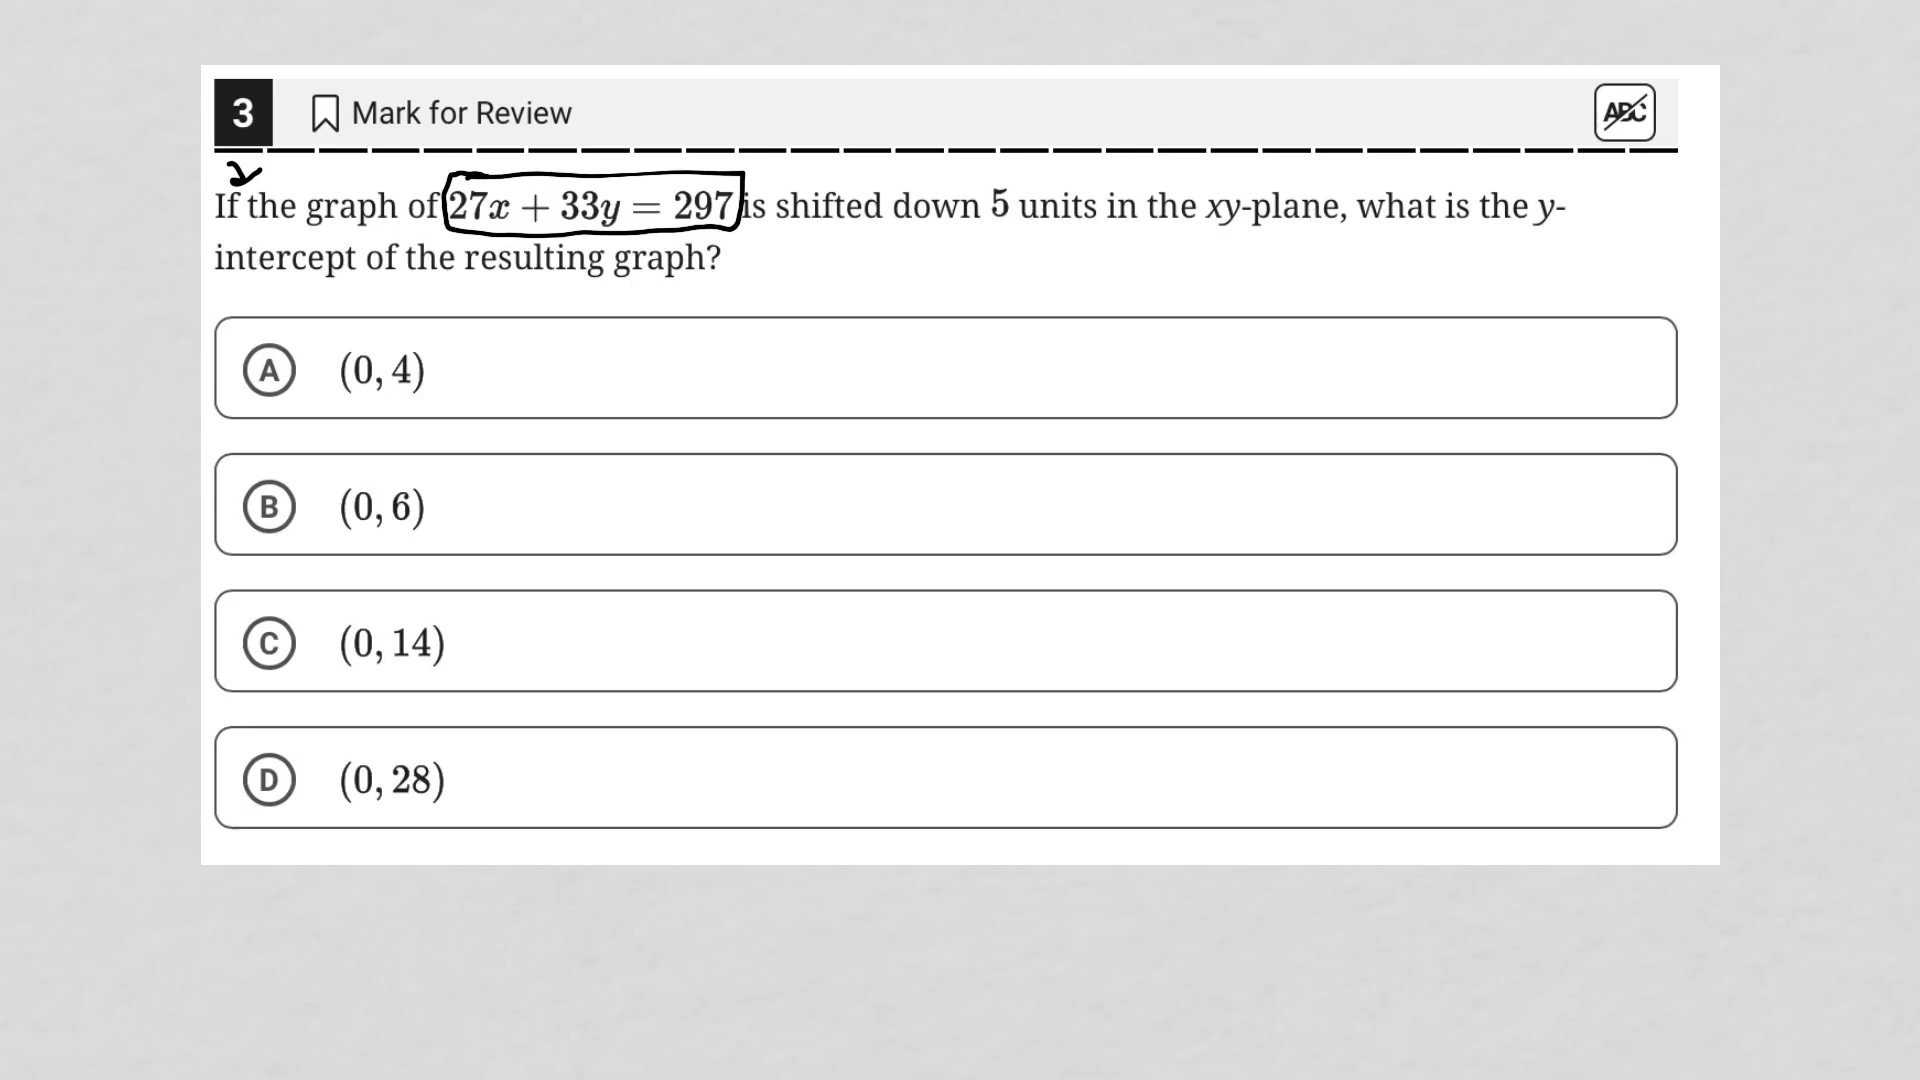 3 Mark for Review ABC
If the graph of 27x + 33y = 297 is shifted down 5 units in the xy-plane, what is the y-
intercept of the resulting graph?
A (0, 4)
B (0, 6)
C (0, 14)
D (0, 28)